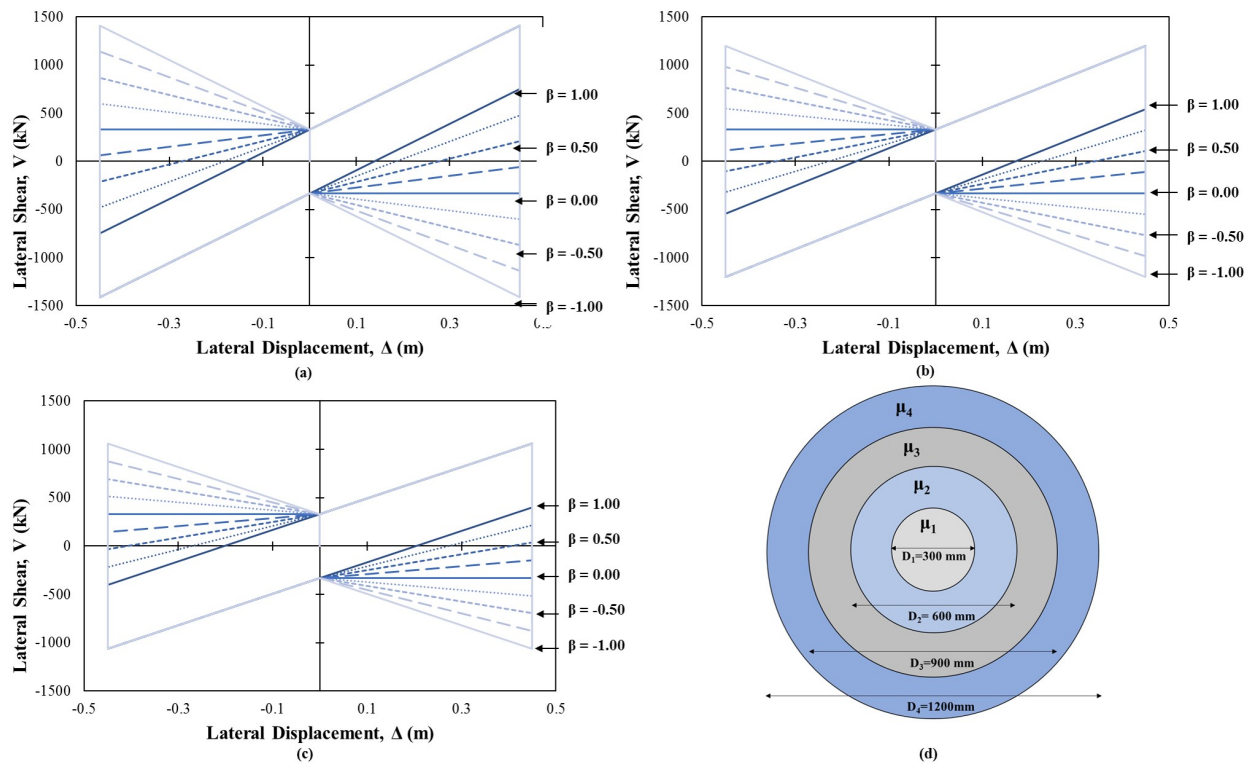 Lateral Shear, V (kN)
1500
1000
500
0
-500
-1000
-1500
-0.5
-0.3
-0.1
0.1
0.3
β = 1.00
β = 0.50
β = 0.00
β = -0.50
β = -1.00
Lateral Displacement, Δ (m)
(a)
Lateral Shear, V (kN)
1500
1000
500
0
-500
-1000
-1500
-0.5
-0.3
-0.1
0.1
0.3
0.5
β = 1.00
β = 0.50
β = 0.00
β = -0.50
β = -1.00
Lateral Displacement, Δ (m)
(b)
Lateral Shear, V (kN)
1500
1000
500
0
-500
-1000
-1500
-0.5
-0.3
-0.1
0.1
0.3
0.5
β = 1.00
β = 0.50
β = 0.00
β = -0.50
β = -1.00
Lateral Displacement, Δ (m)
(c)
μ₄
μ₃
μ₂
μ₁
D₁=300 mm
D₂= 600 mm
D₃=900 mm
D₄=1200mm
(d)